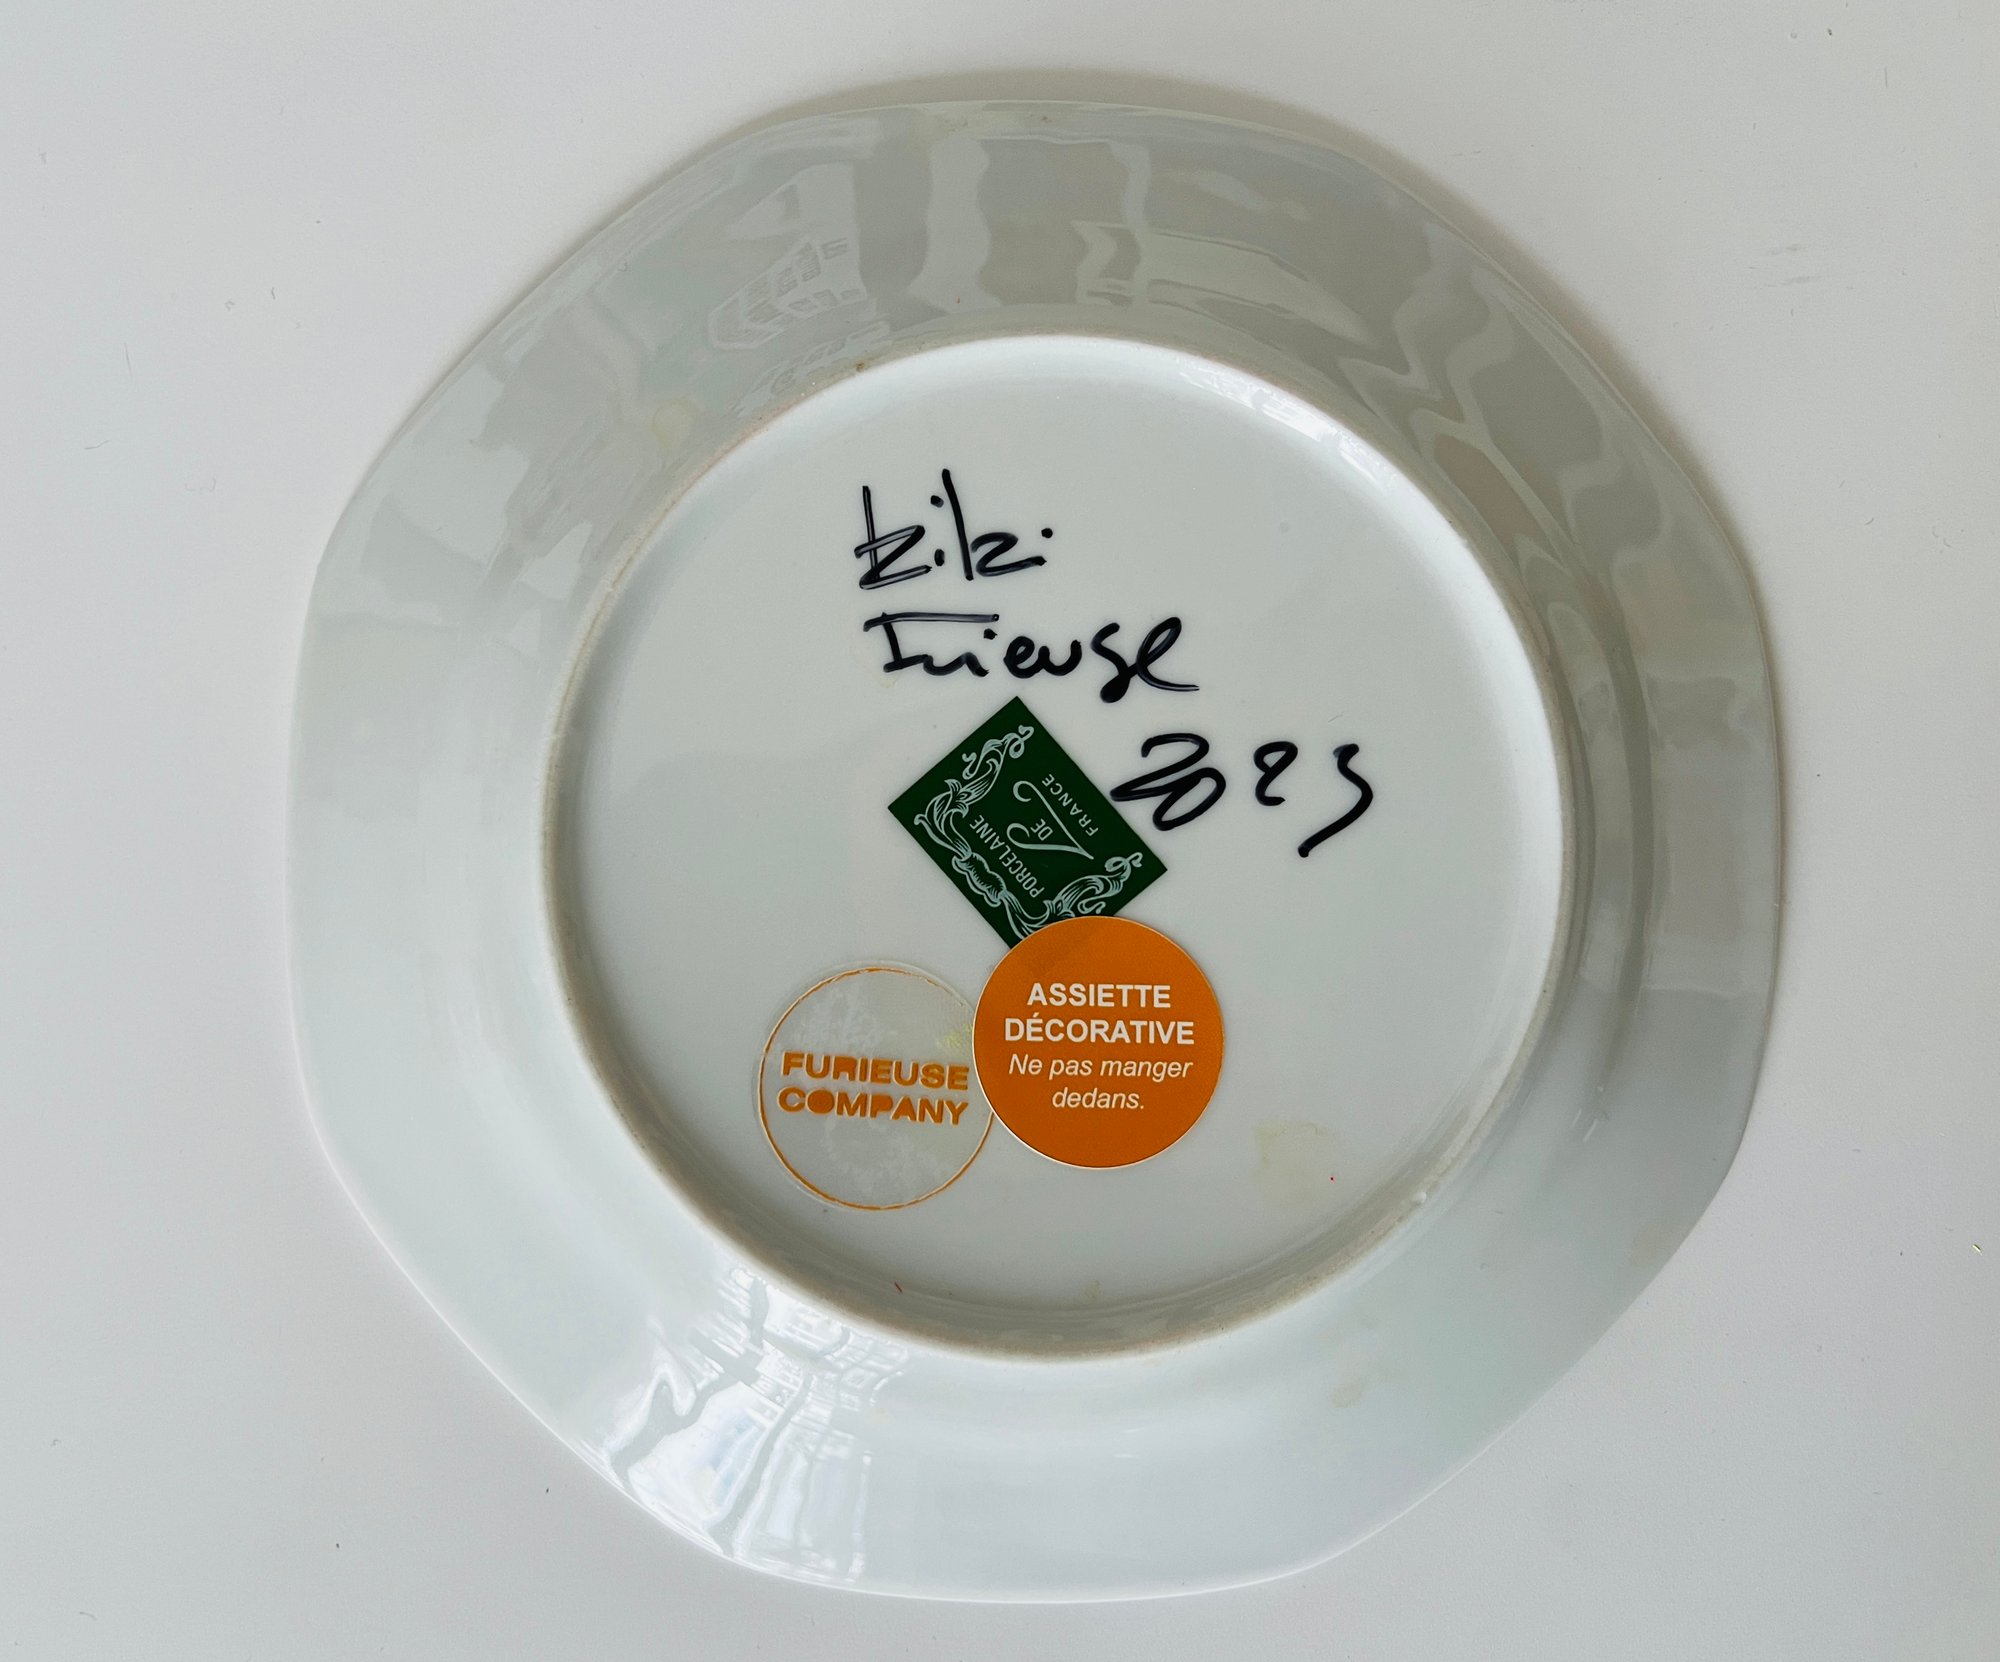 Kiki
Furieuse
2023
PORCELAINE
DE
FRANCE
FURIEUSE
COMPANY
ASSIETTE
DÉCORATIVE
Ne pas manger
dedans.